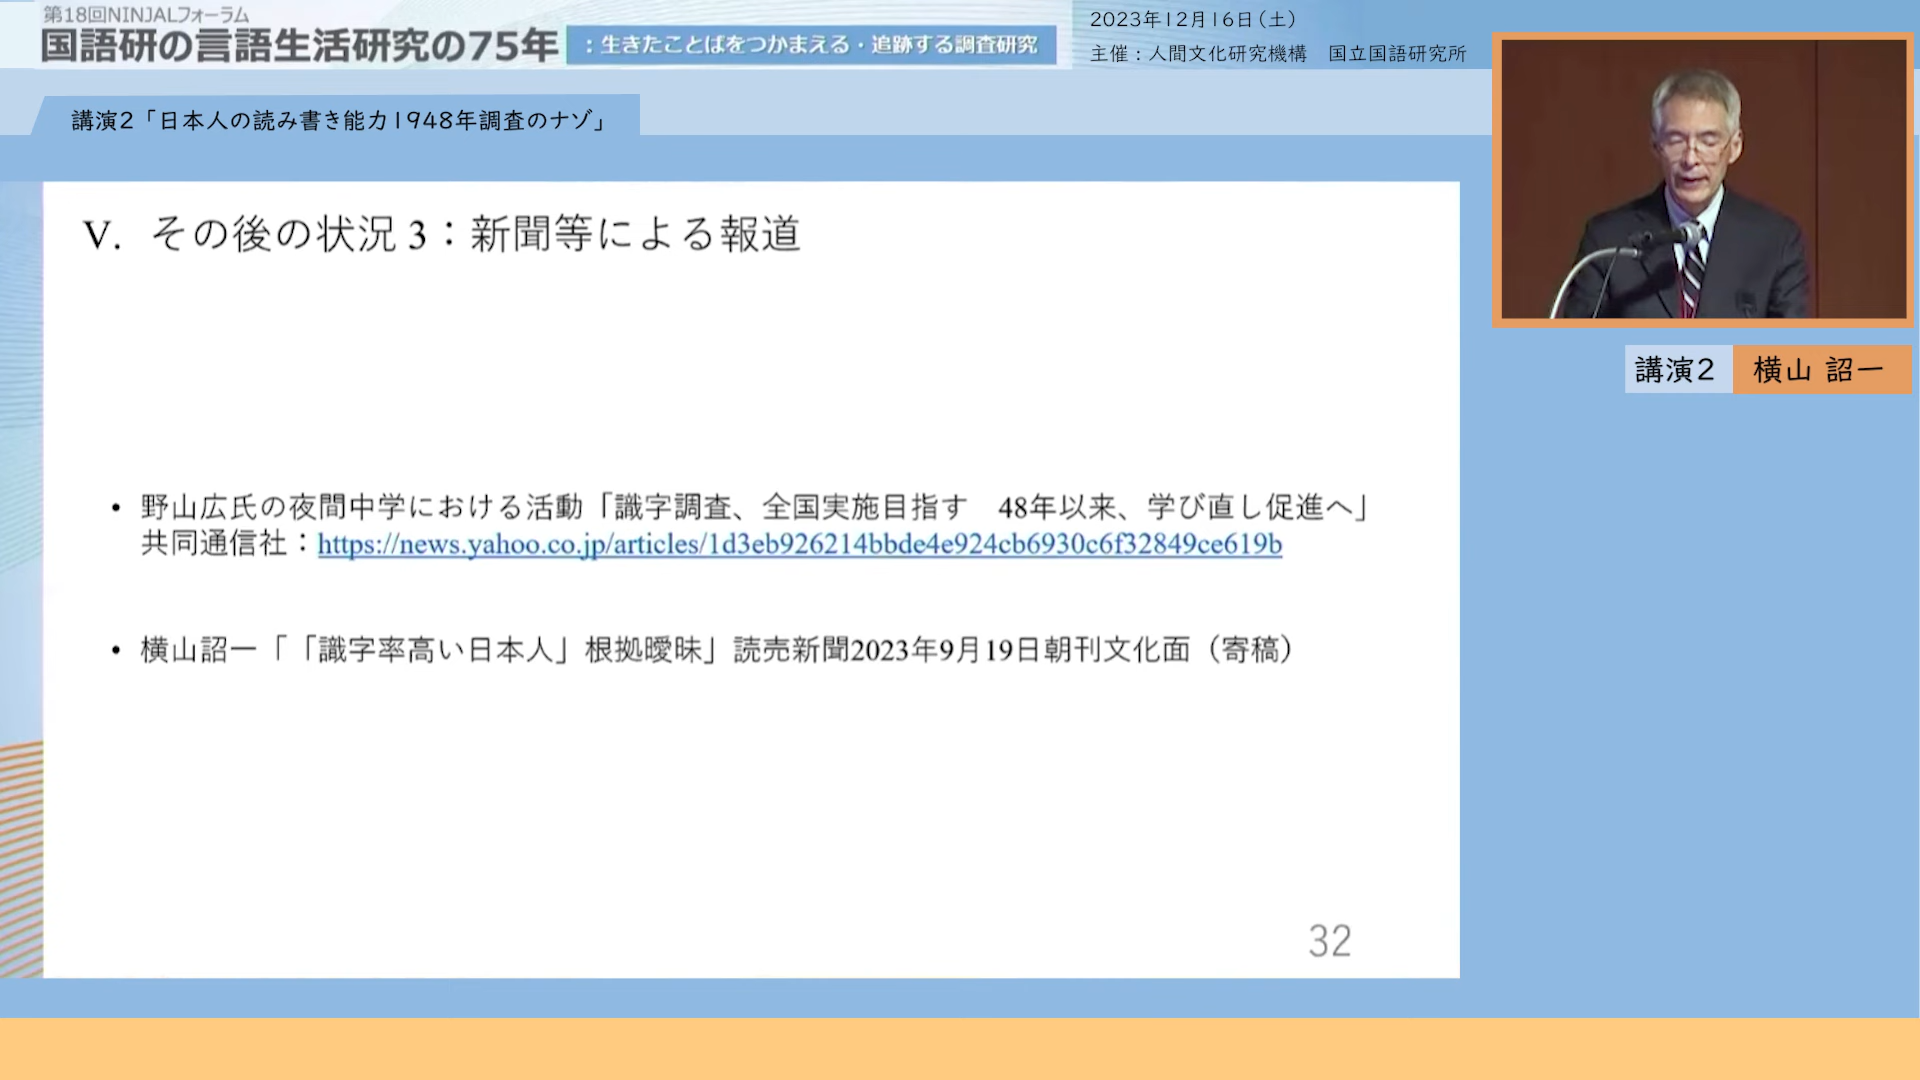 第18回NINJALフォーラム
国語研の言語生活研究の75年
：生きたことばをつかまえる・追跡する調査研究
2023年12月16日（土）
主催：人間文化研究機構　国立国語研究所
講演2「日本人の読み書き能力1948年調査のナゾ」
V. その後の状況3：新聞等による報道
• 野山広氏の夜間中学における活動「識字調査、全国実施目指す　48年以来、学び直し促進へ」
共同通信社：https://news.yahoo.co.jp/articles/1d3eb926214bbde4e924cb6930c6f32849ce619b
• 横山詔一「「識字率高い日本人」根拠曖昧」読売新聞2023年9月19日朝刊文化面（寄稿）
32
講演2　横山 詔一